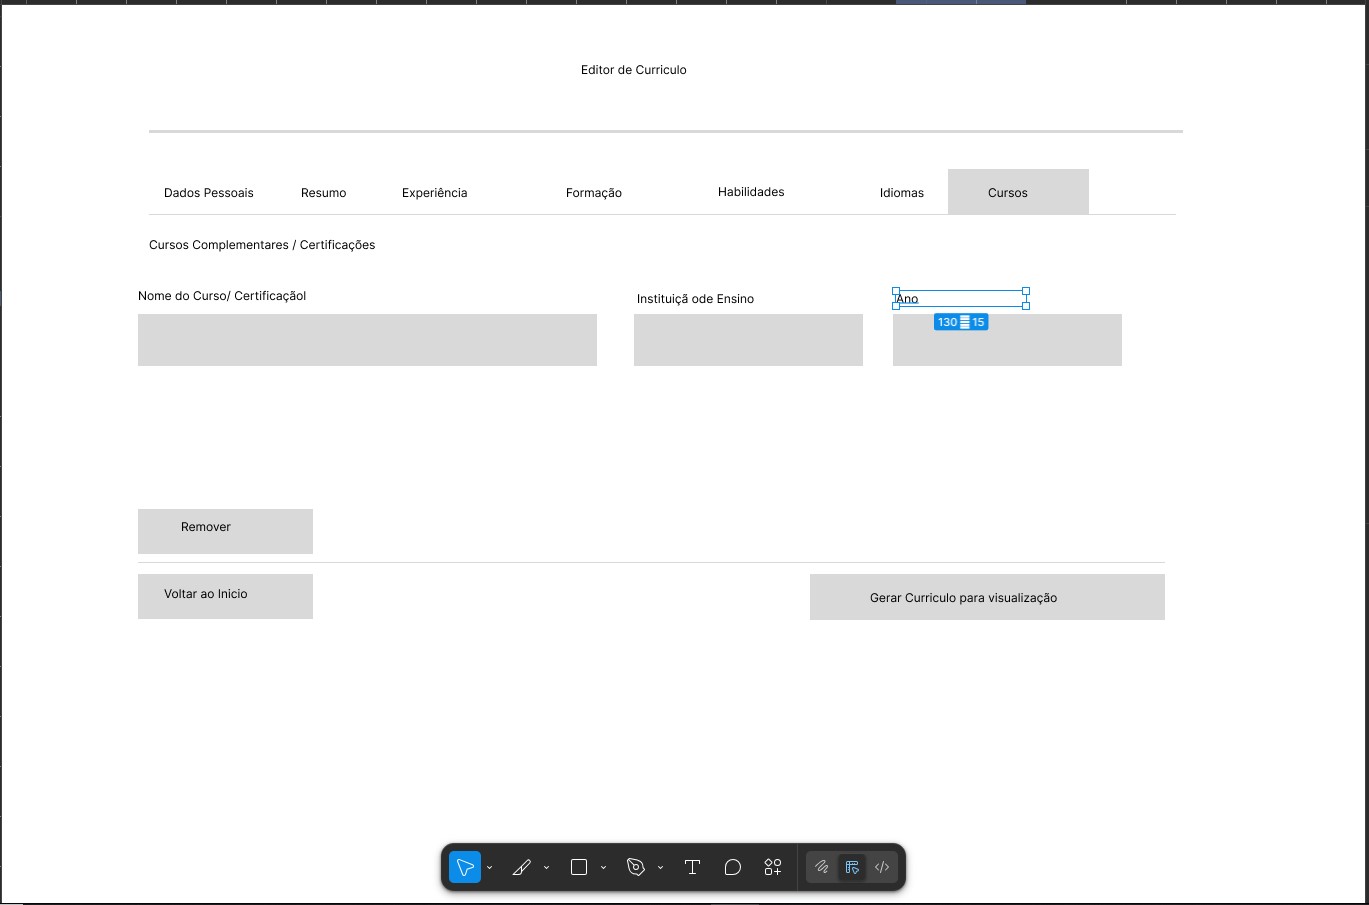 Editor de Curriculo
Dados Pessoais Resumo Experiência Formação Habilidades Idiomas Cursos
Cursos Complementares / Certificações
Nome do Curso/ Certificaçãol Instituiçã ode Ensino Ano
130 15
Remover
Voltar ao Inicio Gerar Curriculo para visualização